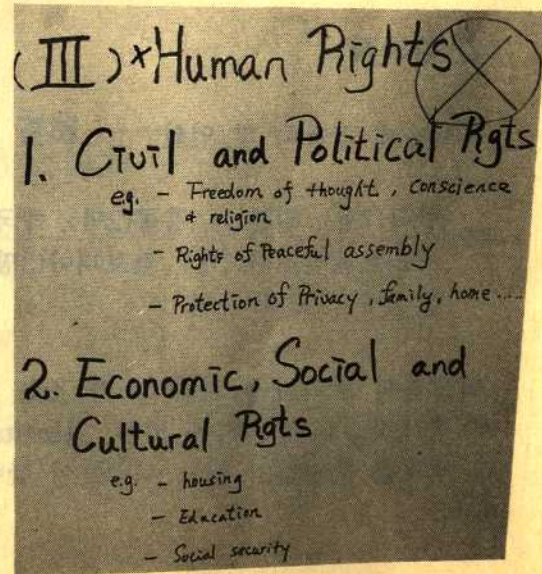 (III) * Human Rights
1. Civil and Political Rgts
e.g. - Freedom of thought, conscience
+ religion
- Rights of Peaceful assembly
- Protection of Privacy, family, home .....
2. Economic, Social and
Cultural Rgts
e.g. - housing
- Education
- Social security